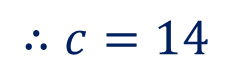 ∴ c = 14